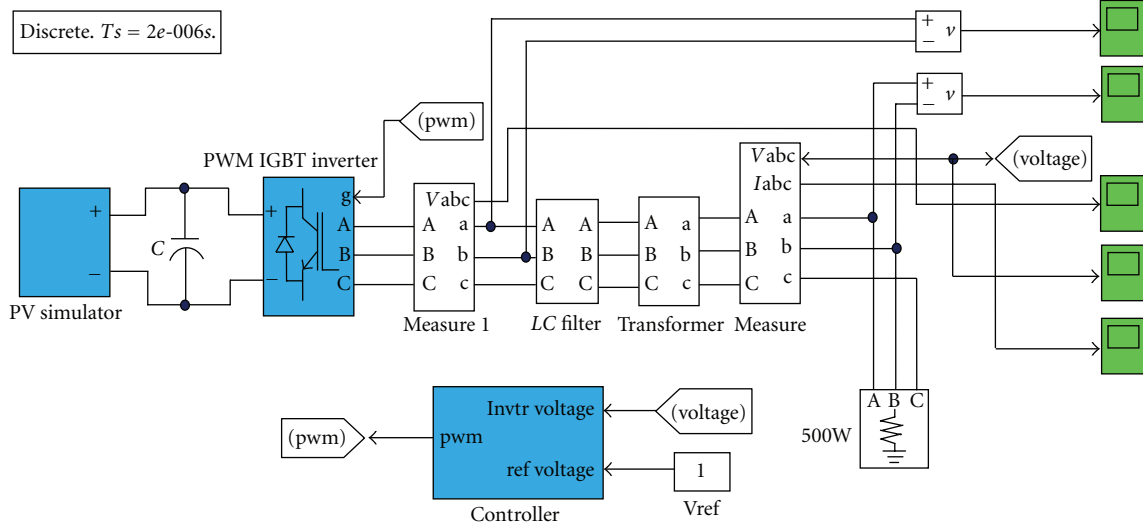 Discrete. Ts = 2e-006s.
+
−
v
+
−
v
(pwm)
PWM IGBT inverter
g
+
−
A
B
C
+
−
PV simulator
C
Vabc
A
B
C
a
b
c
Measure 1
A
B
C
A
B
C
LC filter
A
B
C
a
b
c
Transformer
Vabc
Iabc
A
B
C
a
b
c
Measure
(voltage)
A B C
500W
(pwm)
Invtr voltage
pwm
ref voltage
Controller
(voltage)
1
Vref